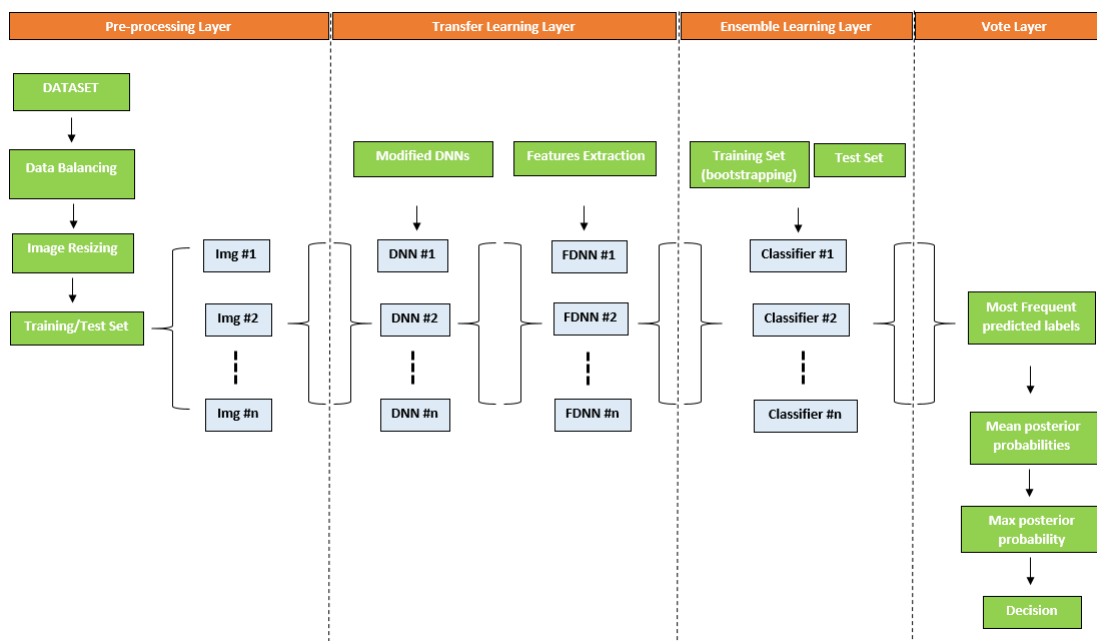 Pre-processing Layer
Transfer Learning Layer
Ensemble Learning Layer
Vote Layer
DATASET
Data Balancing
Image Resizing
Training/Test Set
Img #1
Img #2
Img #n
Modified DNNs
DNN #1
DNN #2
DNN #n
Features Extraction
FDNN #1
FDNN #2
FDNN #n
Training Set
(bootstrapping)
Test Set
Classifier #1
Classifier #2
Classifier #n
Most Frequent
predicted labels
Mean posterior
probabilities
Max posterior
probability
Decision